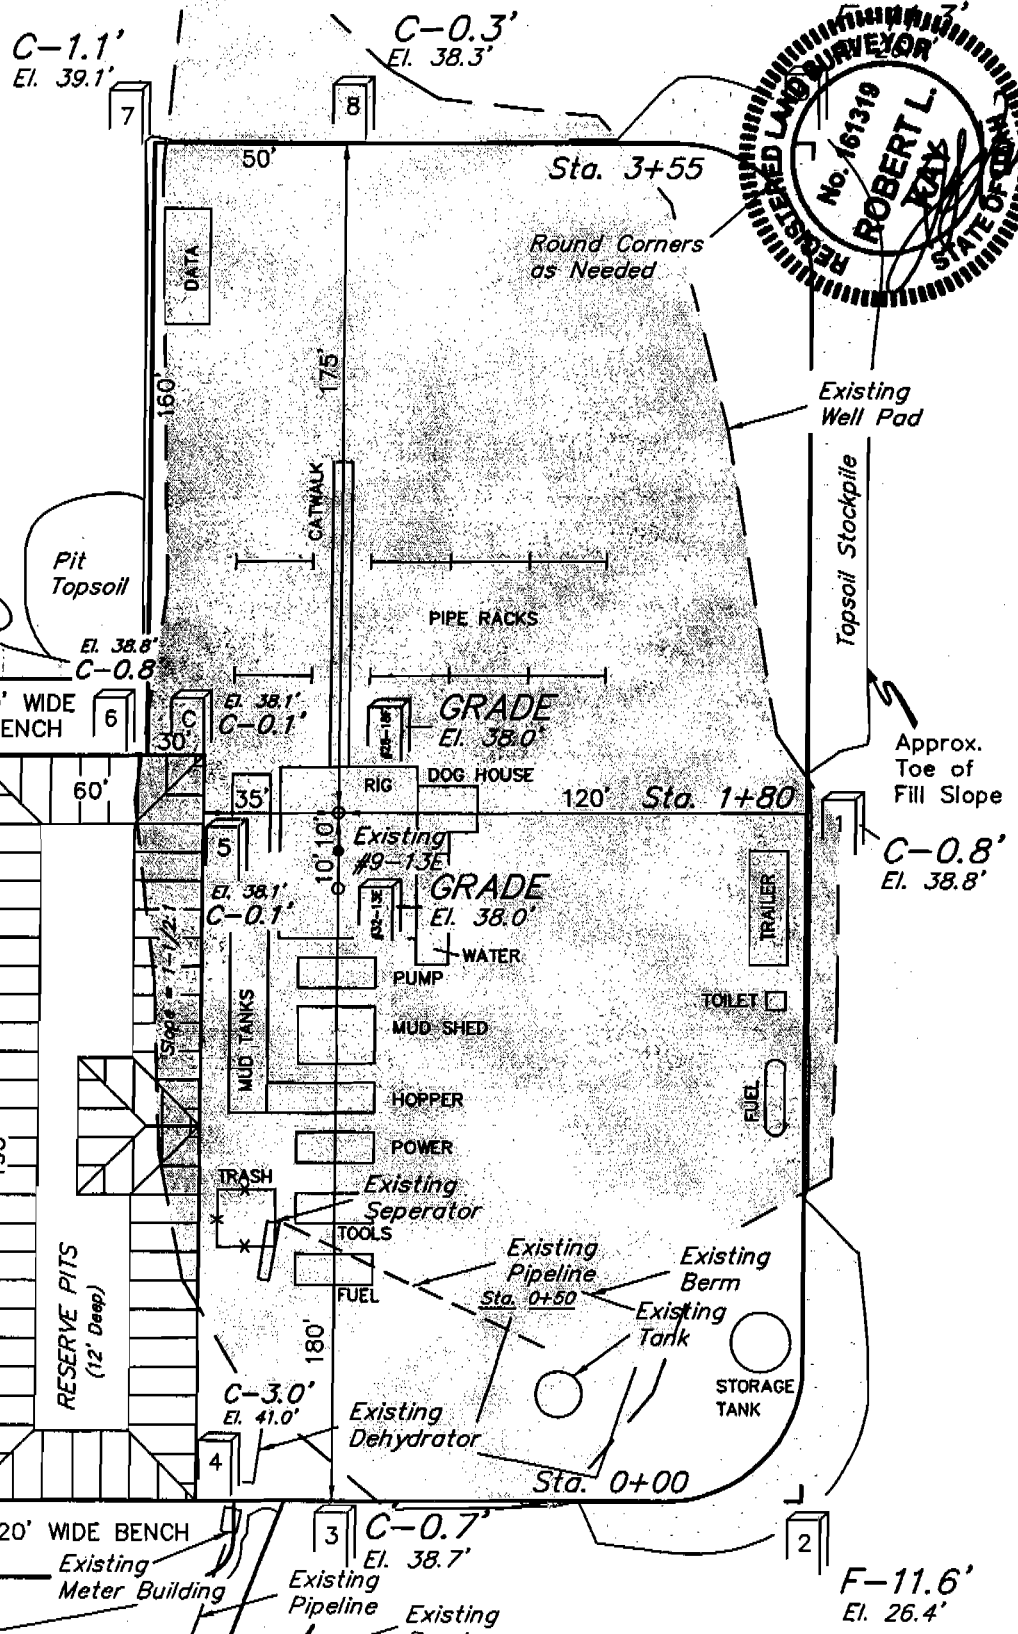 C-1.1'
El. 39.1'
C-0.3'
El. 38.3'
7
8
REGISTERED LAND SURVEYOR
No. 161319
ROBERT L.
KAY
STATE OF
50'
Sta. 3+55
Round Corners
as Needed
DATA
175'
160'
Existing
Well Pad
CATWALK
Topsoil Stockpile
Pit
Topsoil
PIPE RACKS
El. 38.8'
C-0.8'
' WIDE
ENCH
6
C
El. 38.1'
C-0.1'
GRADE
El. 38.0'
30'
Approx.
Toe of
Fill Slope
60'
35'
RIG
DOG HOUSE
120'
Sta. 1+80
1
C-0.8'
El. 38.8'
5
10'
10'
Existing
#9-13E
El. 38.1'
C-0.1'
GRADE
El. 38.0'
TRAILER
WATER
Slope = 1-1/2:1
PUMP
MUD TANKS
MUD SHED
TOILET
HOPPER
FUEL
POWER
TRASH
Existing
Seperator
TOOLS
Existing
Pipeline
Existing
Berm
FUEL
Sta. 0+50
Existing
Tank
RESERVE PITS
(12' Deep)
180'
STORAGE
TANK
C-3.0'
El. 41.0'
Existing
Dehydrator
4
Sta. 0+00
20' WIDE BENCH
3
C-0.7'
El. 38.7'
2
Existing
Meter Building
Existing
Pipeline
F-11.6'
El. 26.4'
Existing